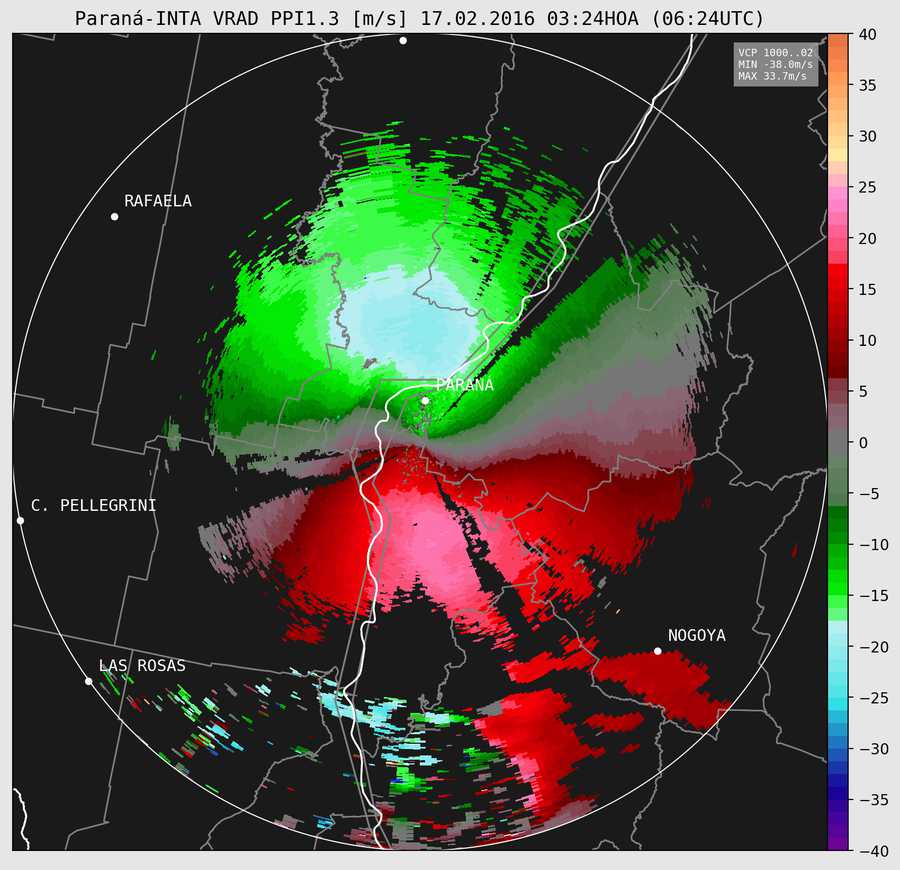 Paraná-INTA VRAD PPI1.3 [m/s] 17.02.2016 03:24HOA (06:24UTC)
VCP 1000..02
MIN -38.0m/s
MAX 33.7m/s
RAFAELA
PARANA
C. PELLEGRINI
NOGOYA
LAS ROSAS
40
35
30
25
20
15
10
5
0
−5
−10
−15
−20
−25
−30
−35
−40